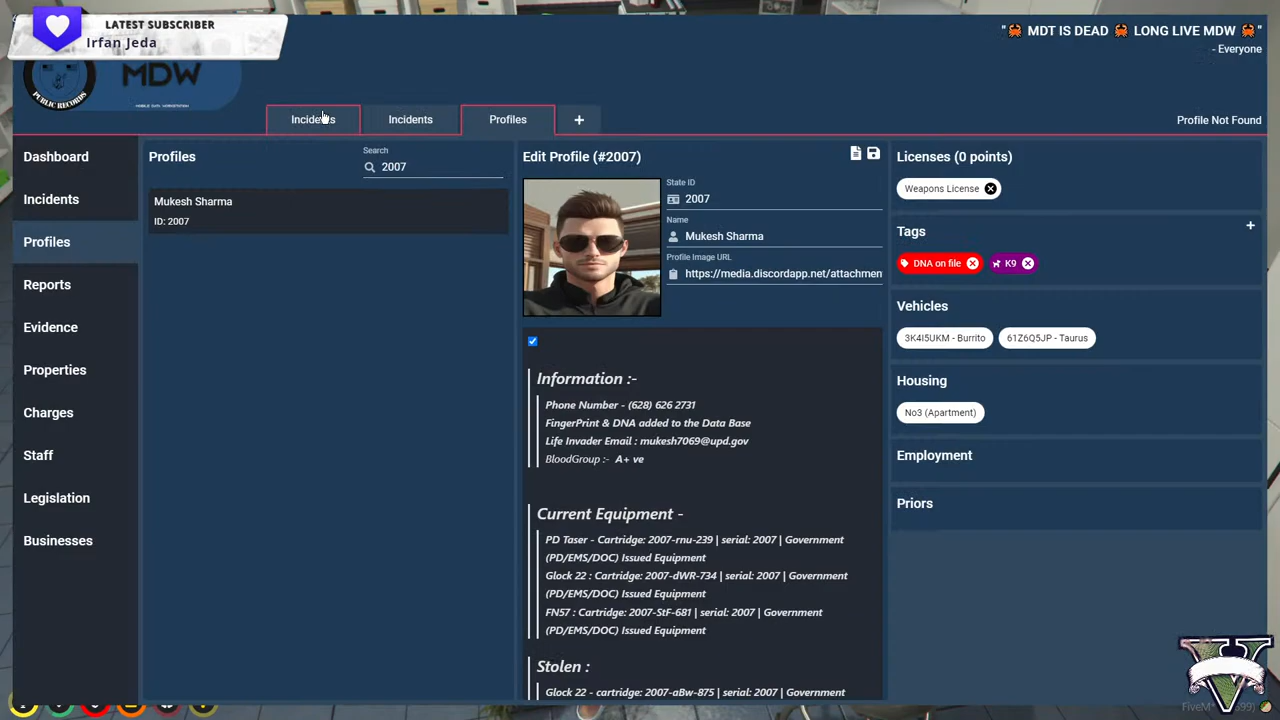 LATEST SUBSCRIBER
Irfan Jeda
" MDT IS DEAD LONG LIVE MDW "
- Everyone
PUBLIC RECORDS
MDW
Incidents
Incidents
Profiles
+
Profile Not Found
Dashboard
Incidents
Profiles
Reports
Evidence
Properties
Charges
Staff
Legislation
Businesses
Profiles
Search
2007
Mukesh Sharma
ID: 2007
Edit Profile (#2007)
State ID
2007
Name
Mukesh Sharma
Profile Image URL
https://media.discordapp.net/attachmen
Information :-
Phone Number - (628) 626 2731
FingerPrint & DNA added to the Data Base
Life Invader Email : mukesh7069@upd.gov
BloodGroup :- A+ ve
Current Equipment -
PD Taser - Cartridge: 2007-rnu-239 | serial: 2007 | Government
(PD/EMS/DOC) Issued Equipment
Glock 22 : Cartridge: 2007-dWR-734 | serial: 2007 | Government
(PD/EMS/DOC) Issued Equipment
FN57 : Cartridge: 2007-StF-681 | serial: 2007 | Government
(PD/EMS/DOC) Issued Equipment
Stolen :
Glock 22 - cartridge: 2007-aBw-875 | serial: 2007 | Government
Licenses (0 points)
Weapons License
Tags
+
DNA on file
K9
Vehicles
3K4I5UKM - Burrito
61Z6Q5JP - Taurus
Housing
No3 (Apartment)
Employment
Priors